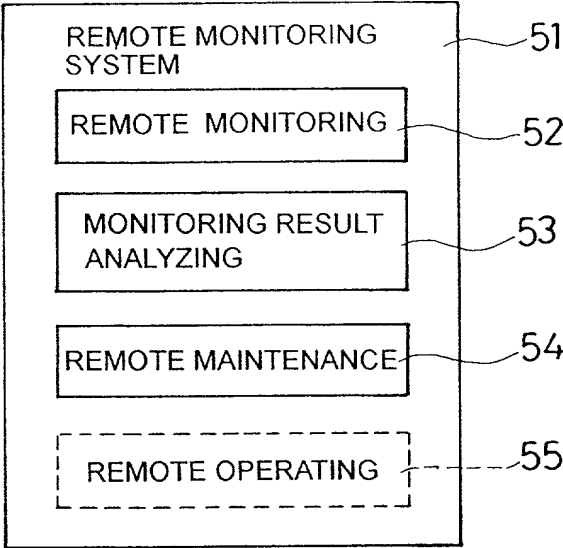 REMOTE MONITORING
SYSTEM
51
REMOTE MONITORING
52
MONITORING RESULT
ANALYZING
53
REMOTE MAINTENANCE
54
REMOTE OPERATING
55